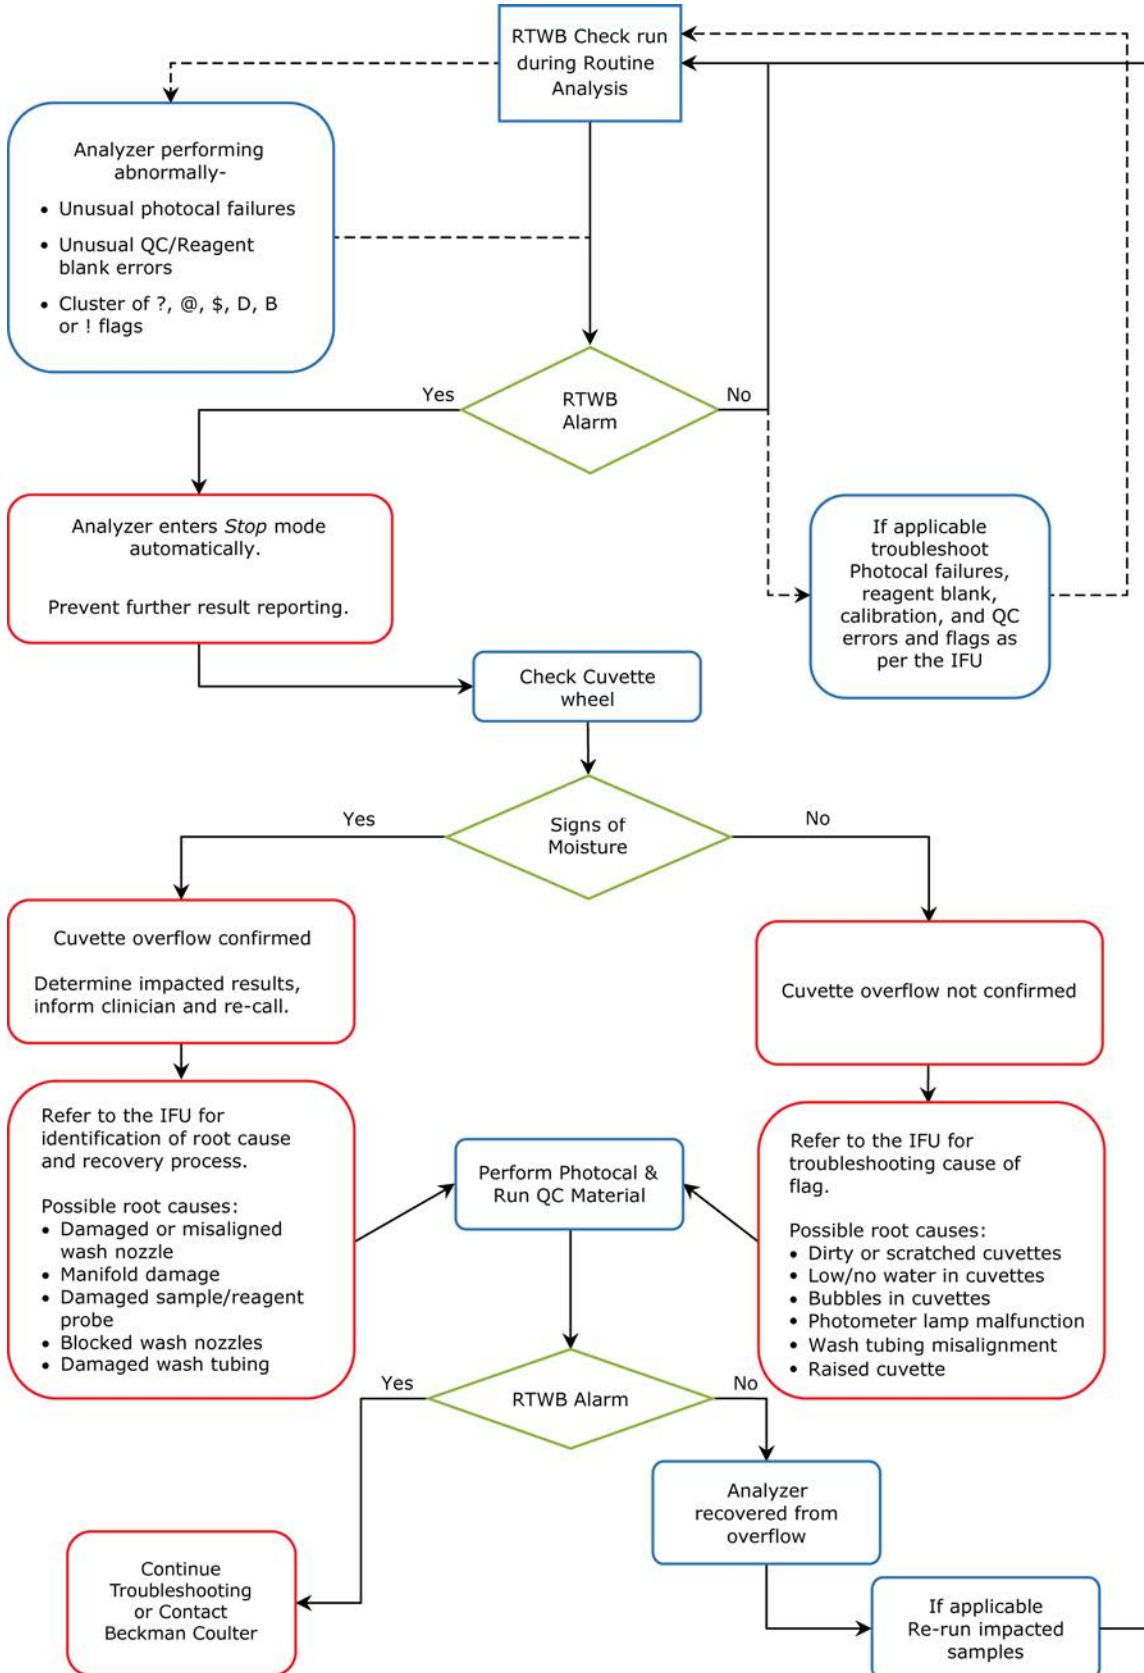 RTWB Check run
during Routine
Analysis
Analyzer performing
abnormally-
• Unusual photocal failures
• Unusual QC/Reagent
blank errors
• Cluster of ?, @, $, D, B
or ! flags
Yes
RTWB
Alarm
No
Analyzer enters Stop mode
automatically.
Prevent further result reporting.
If applicable
troubleshoot
Photocal failures,
reagent blank,
calibration, and QC
errors and flags as
per the IFU
Check Cuvette
wheel
Yes
Signs of
Moisture
No
Cuvette overflow confirmed
Determine impacted results,
inform clinician and re-call.
Cuvette overflow not confirmed
Refer to the IFU for
identification of root cause
and recovery process.
Possible root causes:
• Damaged or misaligned
wash nozzle
• Manifold damage
• Damaged sample/reagent
probe
• Blocked wash nozzles
• Damaged wash tubing
Perform Photocal &
Run QC Material
Refer to the IFU for
troubleshooting cause of
flag.
Possible root causes:
• Dirty or scratched cuvettes
• Low/no water in cuvettes
• Bubbles in cuvettes
• Photometer lamp malfunction
• Wash tubing misalignment
• Raised cuvette
Yes
RTWB Alarm
No
Analyzer
recovered from
overflow
Continue
Troubleshooting
or Contact
Beckman Coulter
If applicable
Re-run impacted
samples